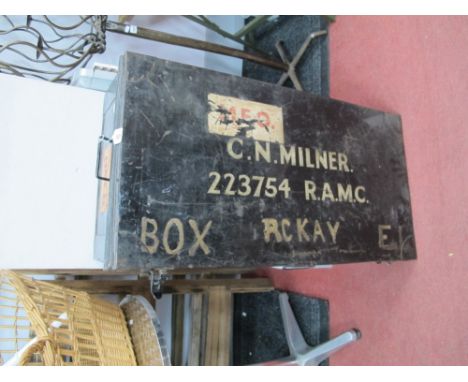 M.E.D.
C.N. MILNER.
223754 R.A.M.C.
BOX RCKAY E